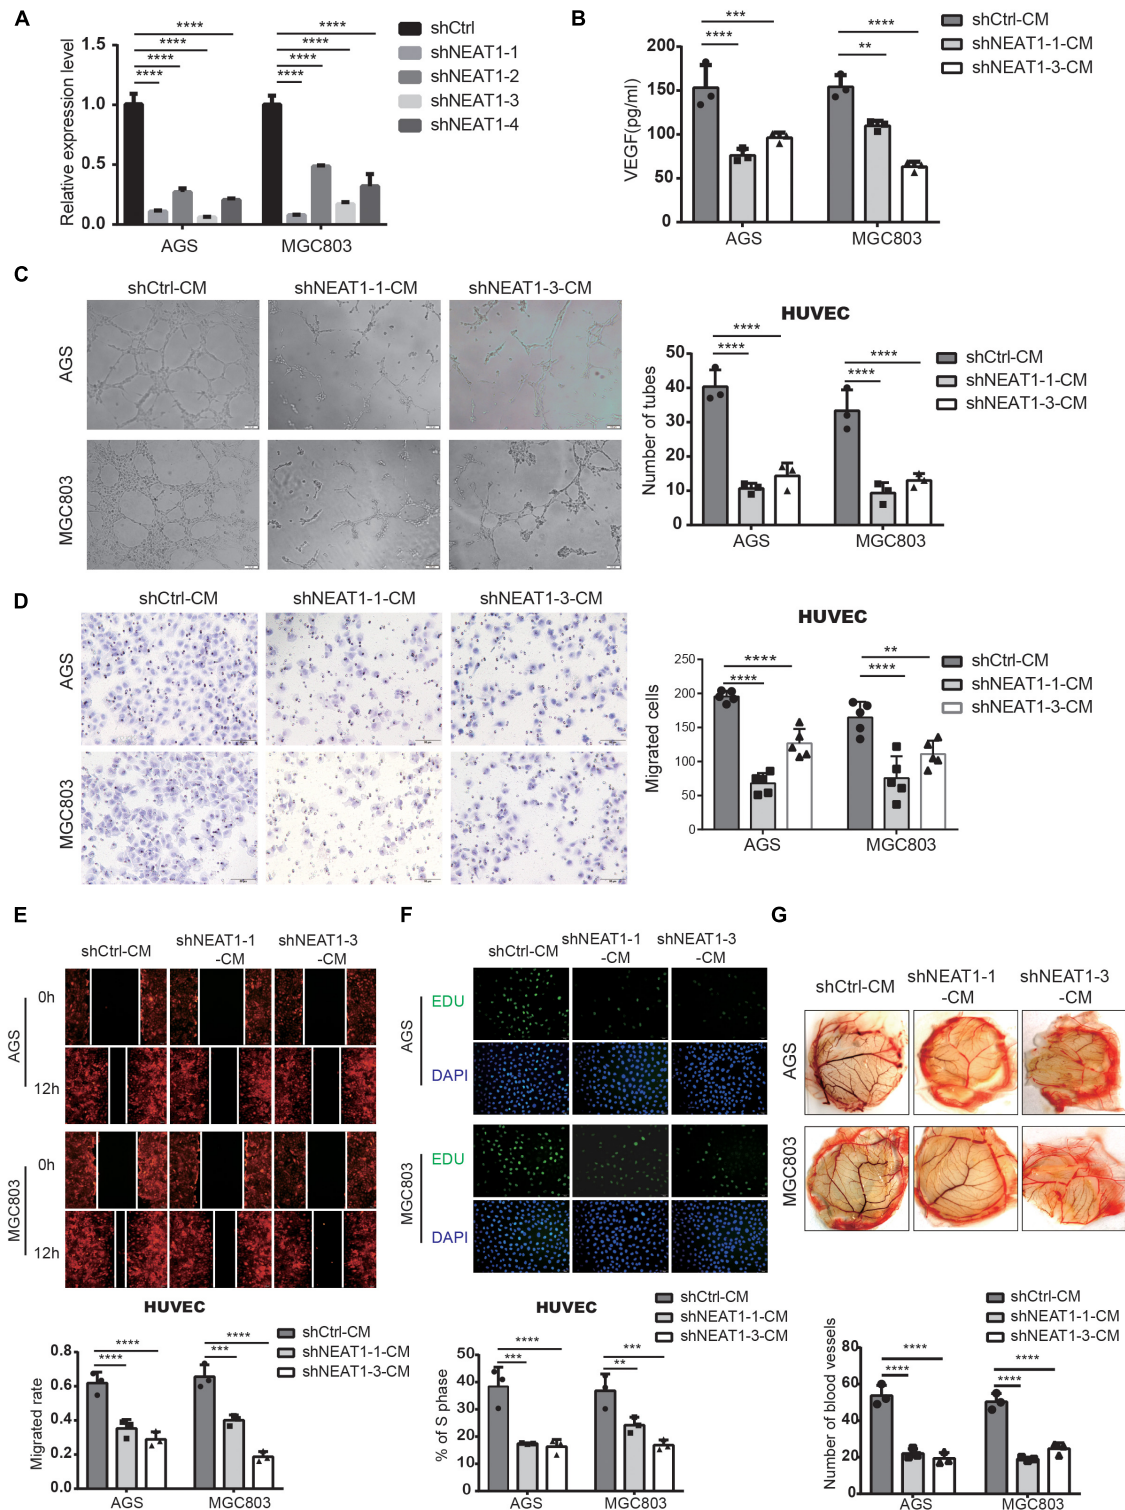 A
Relative expression level
1.5
1.0
0.5
0.0
****
****
****
****
****
****
****
****
AGS
MGC803
shCtrl
shNEAT1-1
shNEAT1-2
shNEAT1-3
shNEAT1-4
B
VEGF(pg/ml)
200
150
100
50
0
***
****
****
**
AGS
MGC803
shCtrl-CM
shNEAT1-1-CM
shNEAT1-3-CM
C
shCtrl-CM
shNEAT1-1-CM
shNEAT1-3-CM
AGS
MGC803
HUVEC
Number of tubes
50
40
30
20
10
0
****
****
****
****
AGS
MGC803
shCtrl-CM
shNEAT1-1-CM
shNEAT1-3-CM
D
shCtrl-CM
shNEAT1-1-CM
shNEAT1-3-CM
AGS
MGC803
HUVEC
Migrated cells
250
200
150
100
50
0
****
****
**
****
AGS
MGC803
shCtrl-CM
shNEAT1-1-CM
shNEAT1-3-CM
E
shCtrl-CM
shNEAT1-1
-CM
shNEAT1-3
-CM
AGS
0h
12h
MGC803
0h
12h
HUVEC
Migrated rate
0.8
0.6
0.4
0.2
0.0
****
****
****
***
AGS
MGC803
shCtrl-CM
shNEAT1-1-CM
shNEAT1-3-CM
F
shCtrl-CM
shNEAT1-1
-CM
shNEAT1-3
-CM
AGS
EDU
DAPI
MGC803
EDU
DAPI
HUVEC
% of S phase
50
40
30
20
10
0
****
***
***
**
AGS
MGC803
shCtrl-CM
shNEAT1-1-CM
shNEAT1-3-CM
G
shCtrl-CM
shNEAT1-1
-CM
shNEAT1-3
-CM
AGS
MGC803
Number of blood vessels
80
60
40
20
0
****
****
****
****
AGS
MGC803
shCtrl-CM
shNEAT1-1-CM
shNEAT1-3-CM